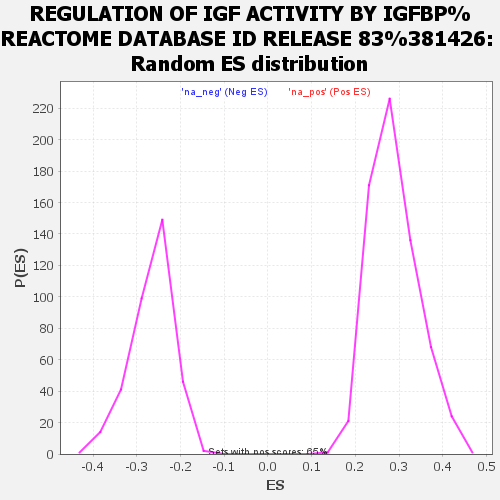 REGULATION OF IGF ACTIVITY BY IGFBP%
REACTOME DATABASE ID RELEASE 83%381426:
Random ES distribution
'na_neg' (Neg ES) 'na_pos' (Pos ES)
220
200
180
160
140
120
100
80
60
40
20
0
P(ES)
Sets with pos scores: 65%
-0.4 -0.3 -0.2 -0.1 0.0 0.1 0.2 0.3 0.4 0.5
ES